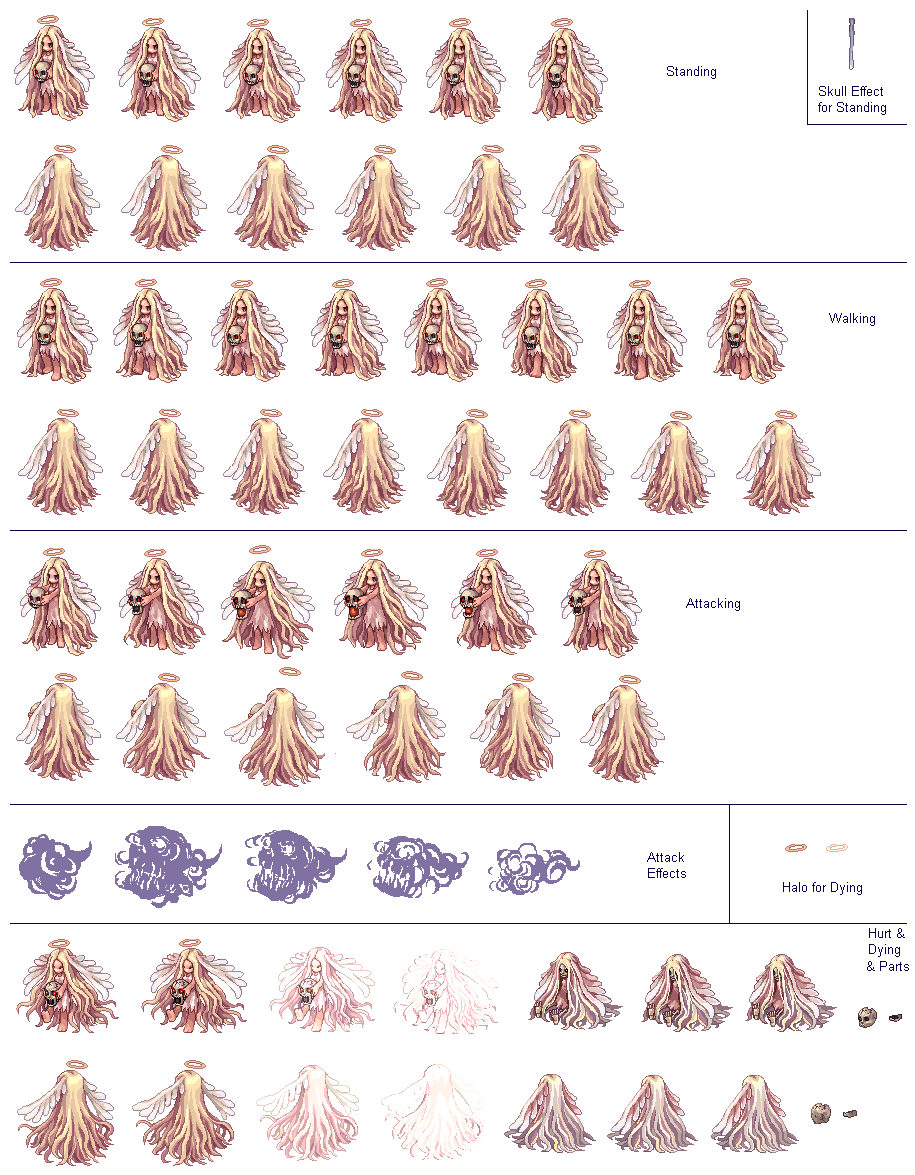 Standing
Skull Effect
for Standing
Walking
Attacking
Attack
Effects
Halo for Dying
Hurt &
Dying
& Parts